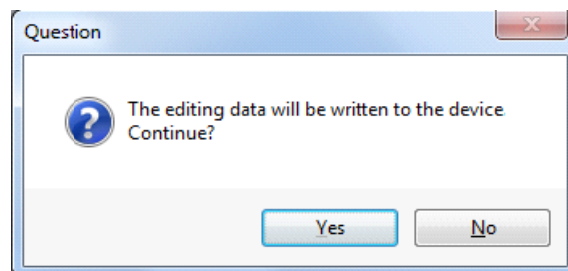 Question
The editing data will be written to the device
Continue?
Yes
No